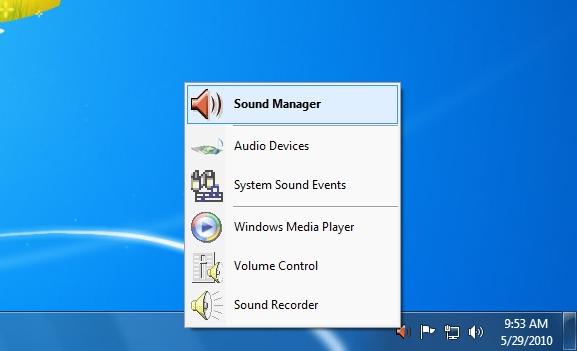 Sound Manager
Audio Devices
System Sound Events
Windows Media Player
Volume Control
Sound Recorder
9:53 AM
5/29/2010